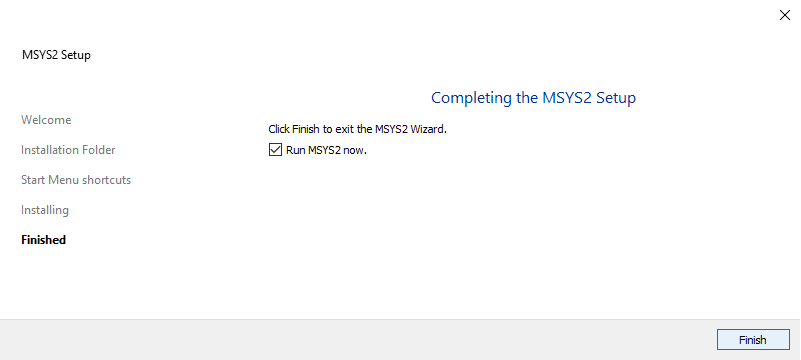 MSYS2 Setup
Completing the MSYS2 Setup
Welcome
Click Finish to exit the MSYS2 Wizard.
Installation Folder
Run MSYS2 now.
Start Menu shortcuts
Installing
Finished
Finish